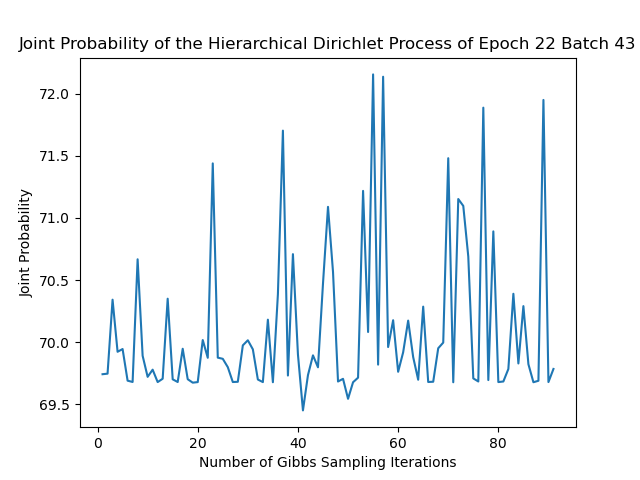 Joint Probability of the Hierarchical Dirichlet Process of Epoch 22 Batch 43
72.0
71.5
71.0
70.5
70.0
69.5
Joint Probability
0 20 40 60 80
Number of Gibbs Sampling Iterations